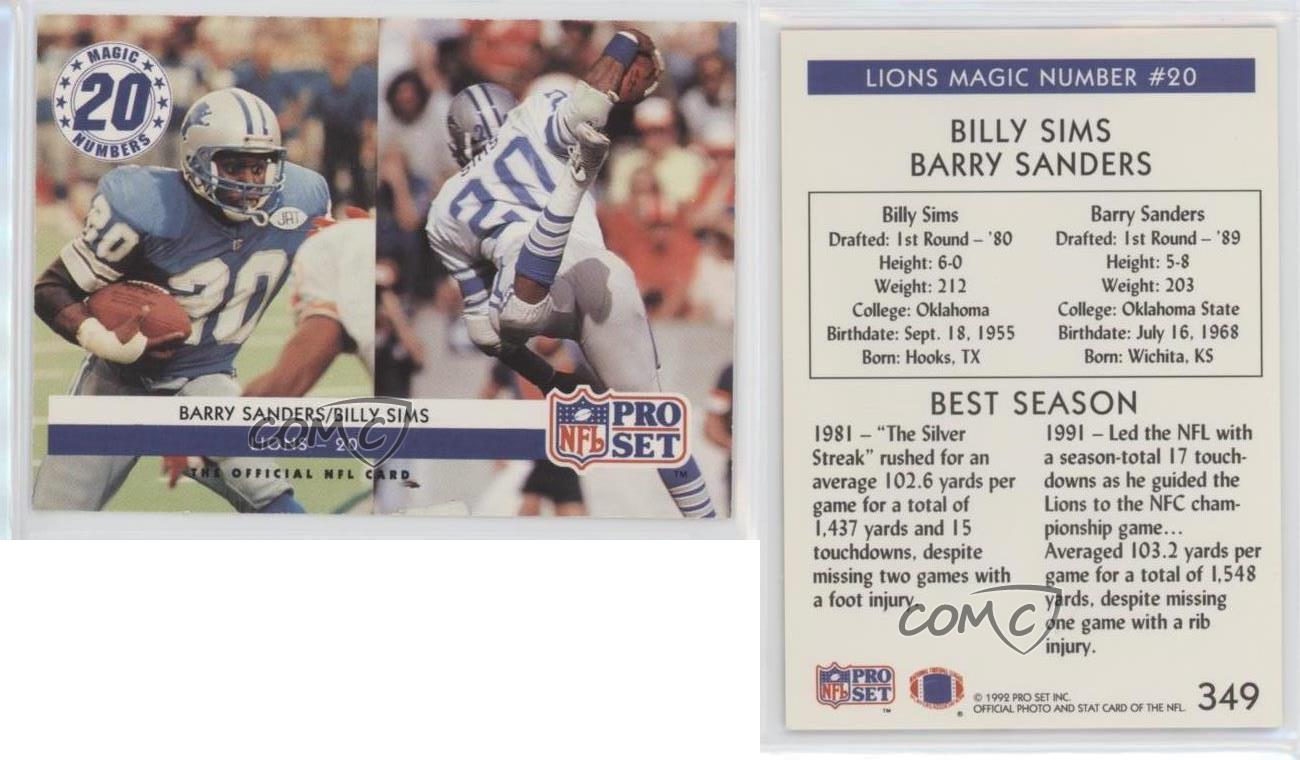 MAGIC
20
NUMBERS
JAT
20
20
20
BARRY SANDERS/BILLY SIMS
LIONS – 20
THE OFFICIAL NFL CARD
NFL PRO SET
™
COMC
LIONS MAGIC NUMBER #20
BILLY SIMS
BARRY SANDERS
Billy Sims
Drafted: 1st Round – '80
Height: 6-0
Weight: 212
College: Oklahoma
Birthdate: Sept. 18, 1955
Born: Hooks, TX
Barry Sanders
Drafted: 1st Round – '89
Height: 5-8
Weight: 203
College: Oklahoma State
Birthdate: July 16, 1968
Born: Wichita, KS
BEST SEASON
1981 – "The Silver
Streak" rushed for an
average 102.6 yards per
game for a total of
1,437 yards and 15
touchdowns, despite
missing two games with
a foot injury.
1991 – Led the NFL with
a season-total 17 touch-
downs as he guided the
Lions to the NFC cham-
pionship game...
Averaged 103.2 yards per
game for a total of 1,548
yards, despite missing
one game with a rib
injury.
COMC
NFL PRO SET
™
®
© 1992 PRO SET INC.
OFFICIAL PHOTO AND STAT CARD OF THE NFL.
349